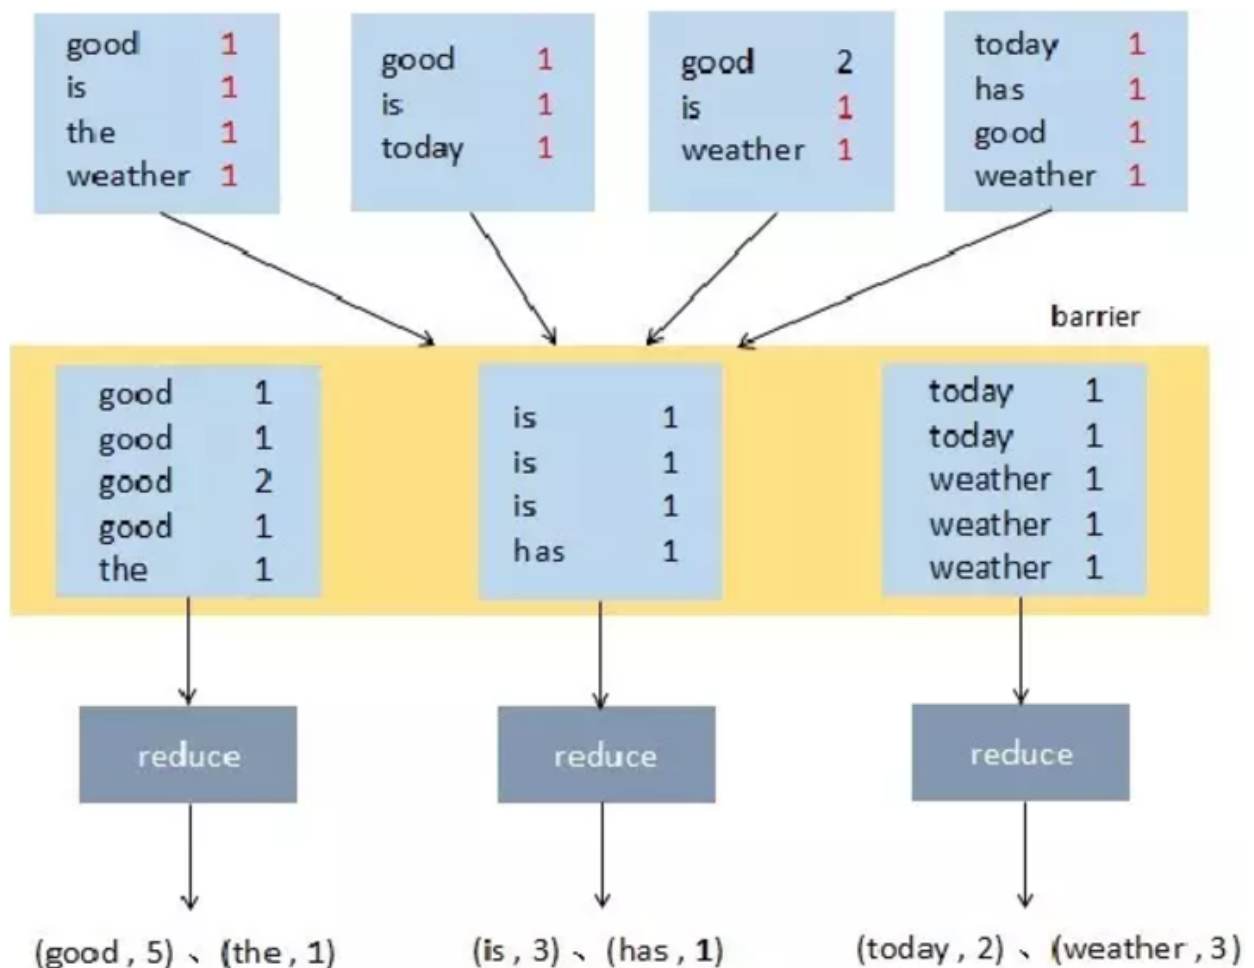 good 1
is 1
the 1
weather 1
good 1
is 1
today 1
good 2
is 1
weather 1
today 1
has 1
good 1
weather 1
barrier
good 1
good 1
good 2
good 1
the 1
is 1
is 1
is 1
has 1
today 1
today 1
weather 1
weather 1
weather 1
reduce
reduce
reduce
(good , 5) 、 (the , 1)
(is , 3) 、 (has , 1)
(today , 2) 、 (weather , 3)